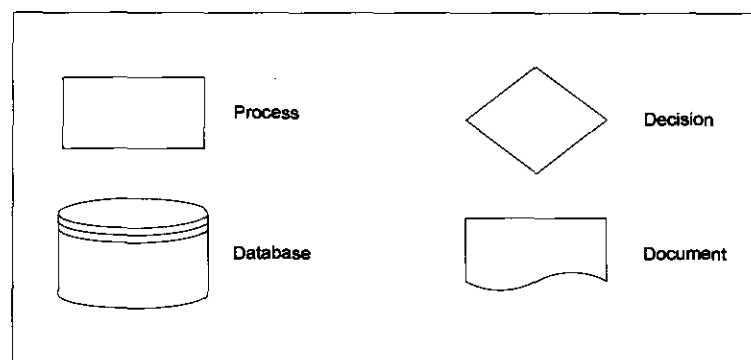 Process
Decision
Database
Document